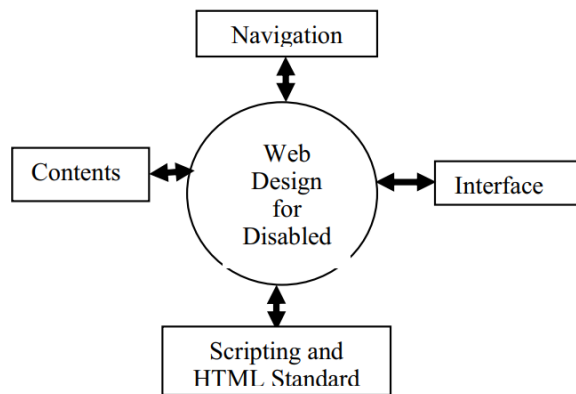 Navigation
Contents
Web
Design
for
Disabled
Interface
Scripting and
HTML Standard